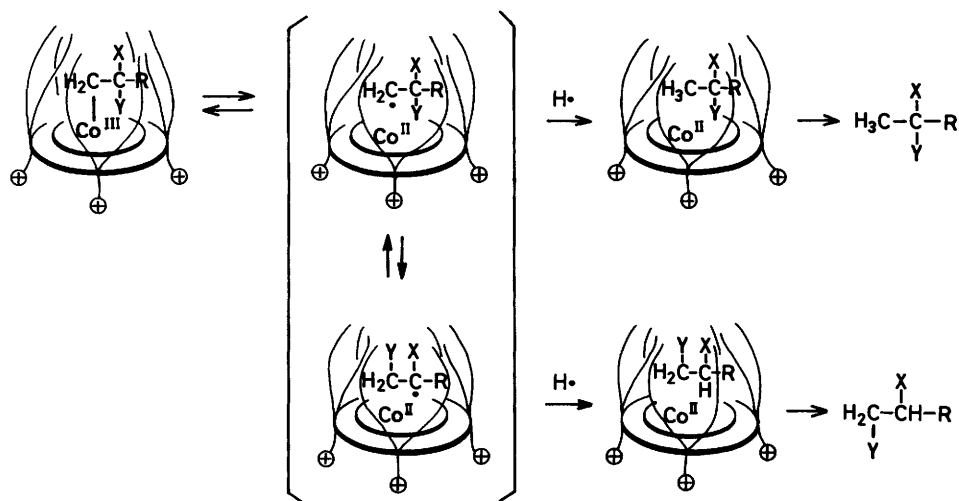 X
H₂C–C–R
Y
Co III
⊕ ⊕ ⊕
X
H₂C–C–R
• Y
Co II
⊕ ⊕ ⊕
H•
X
H₃C–C–R
Y
Co II
⊕ ⊕ ⊕
X
H₃C–C–R
Y
Y X
H₂C–C–R
•
Co II
⊕ ⊕ ⊕
H•
Y X
H₂C–C–R
H
Co II
⊕ ⊕ ⊕
X
H₂C–CH–R
Y